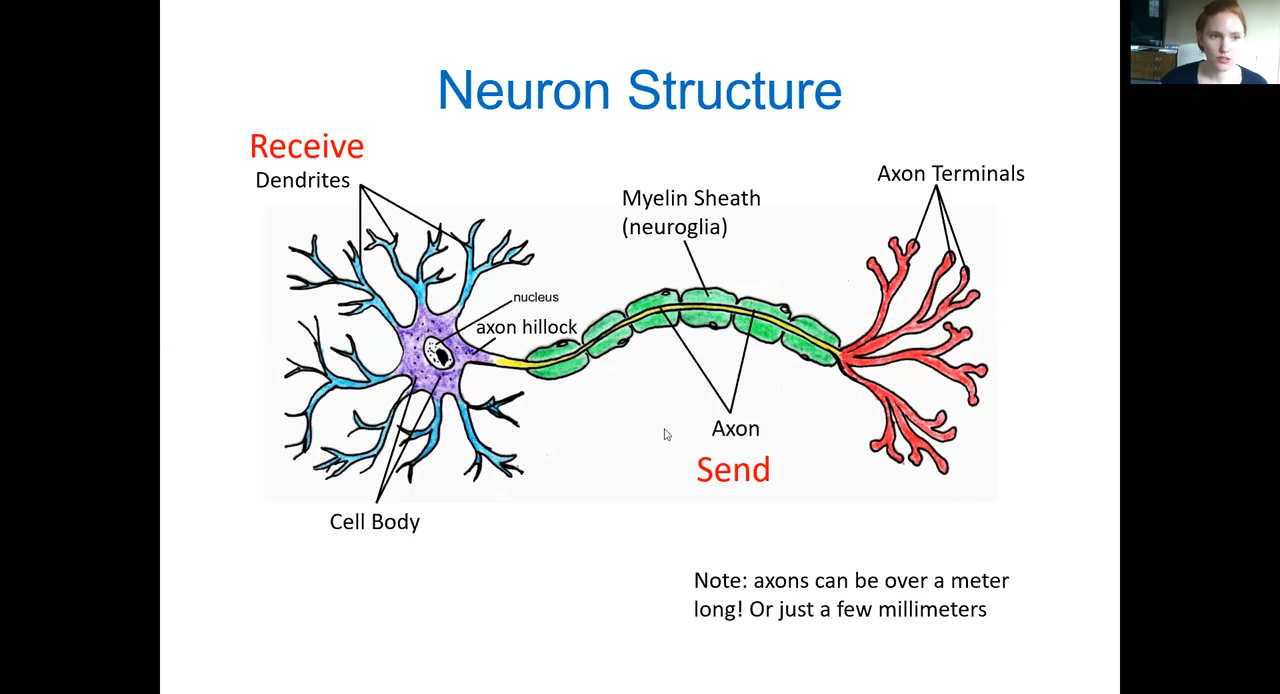 Neuron Structure
Receive
Dendrites
Axon Terminals
Myelin Sheath
(neuroglia)
nucleus
axon hillock
Axon
Send
Cell Body
Note: axons can be over a meter
long! Or just a few millimeters